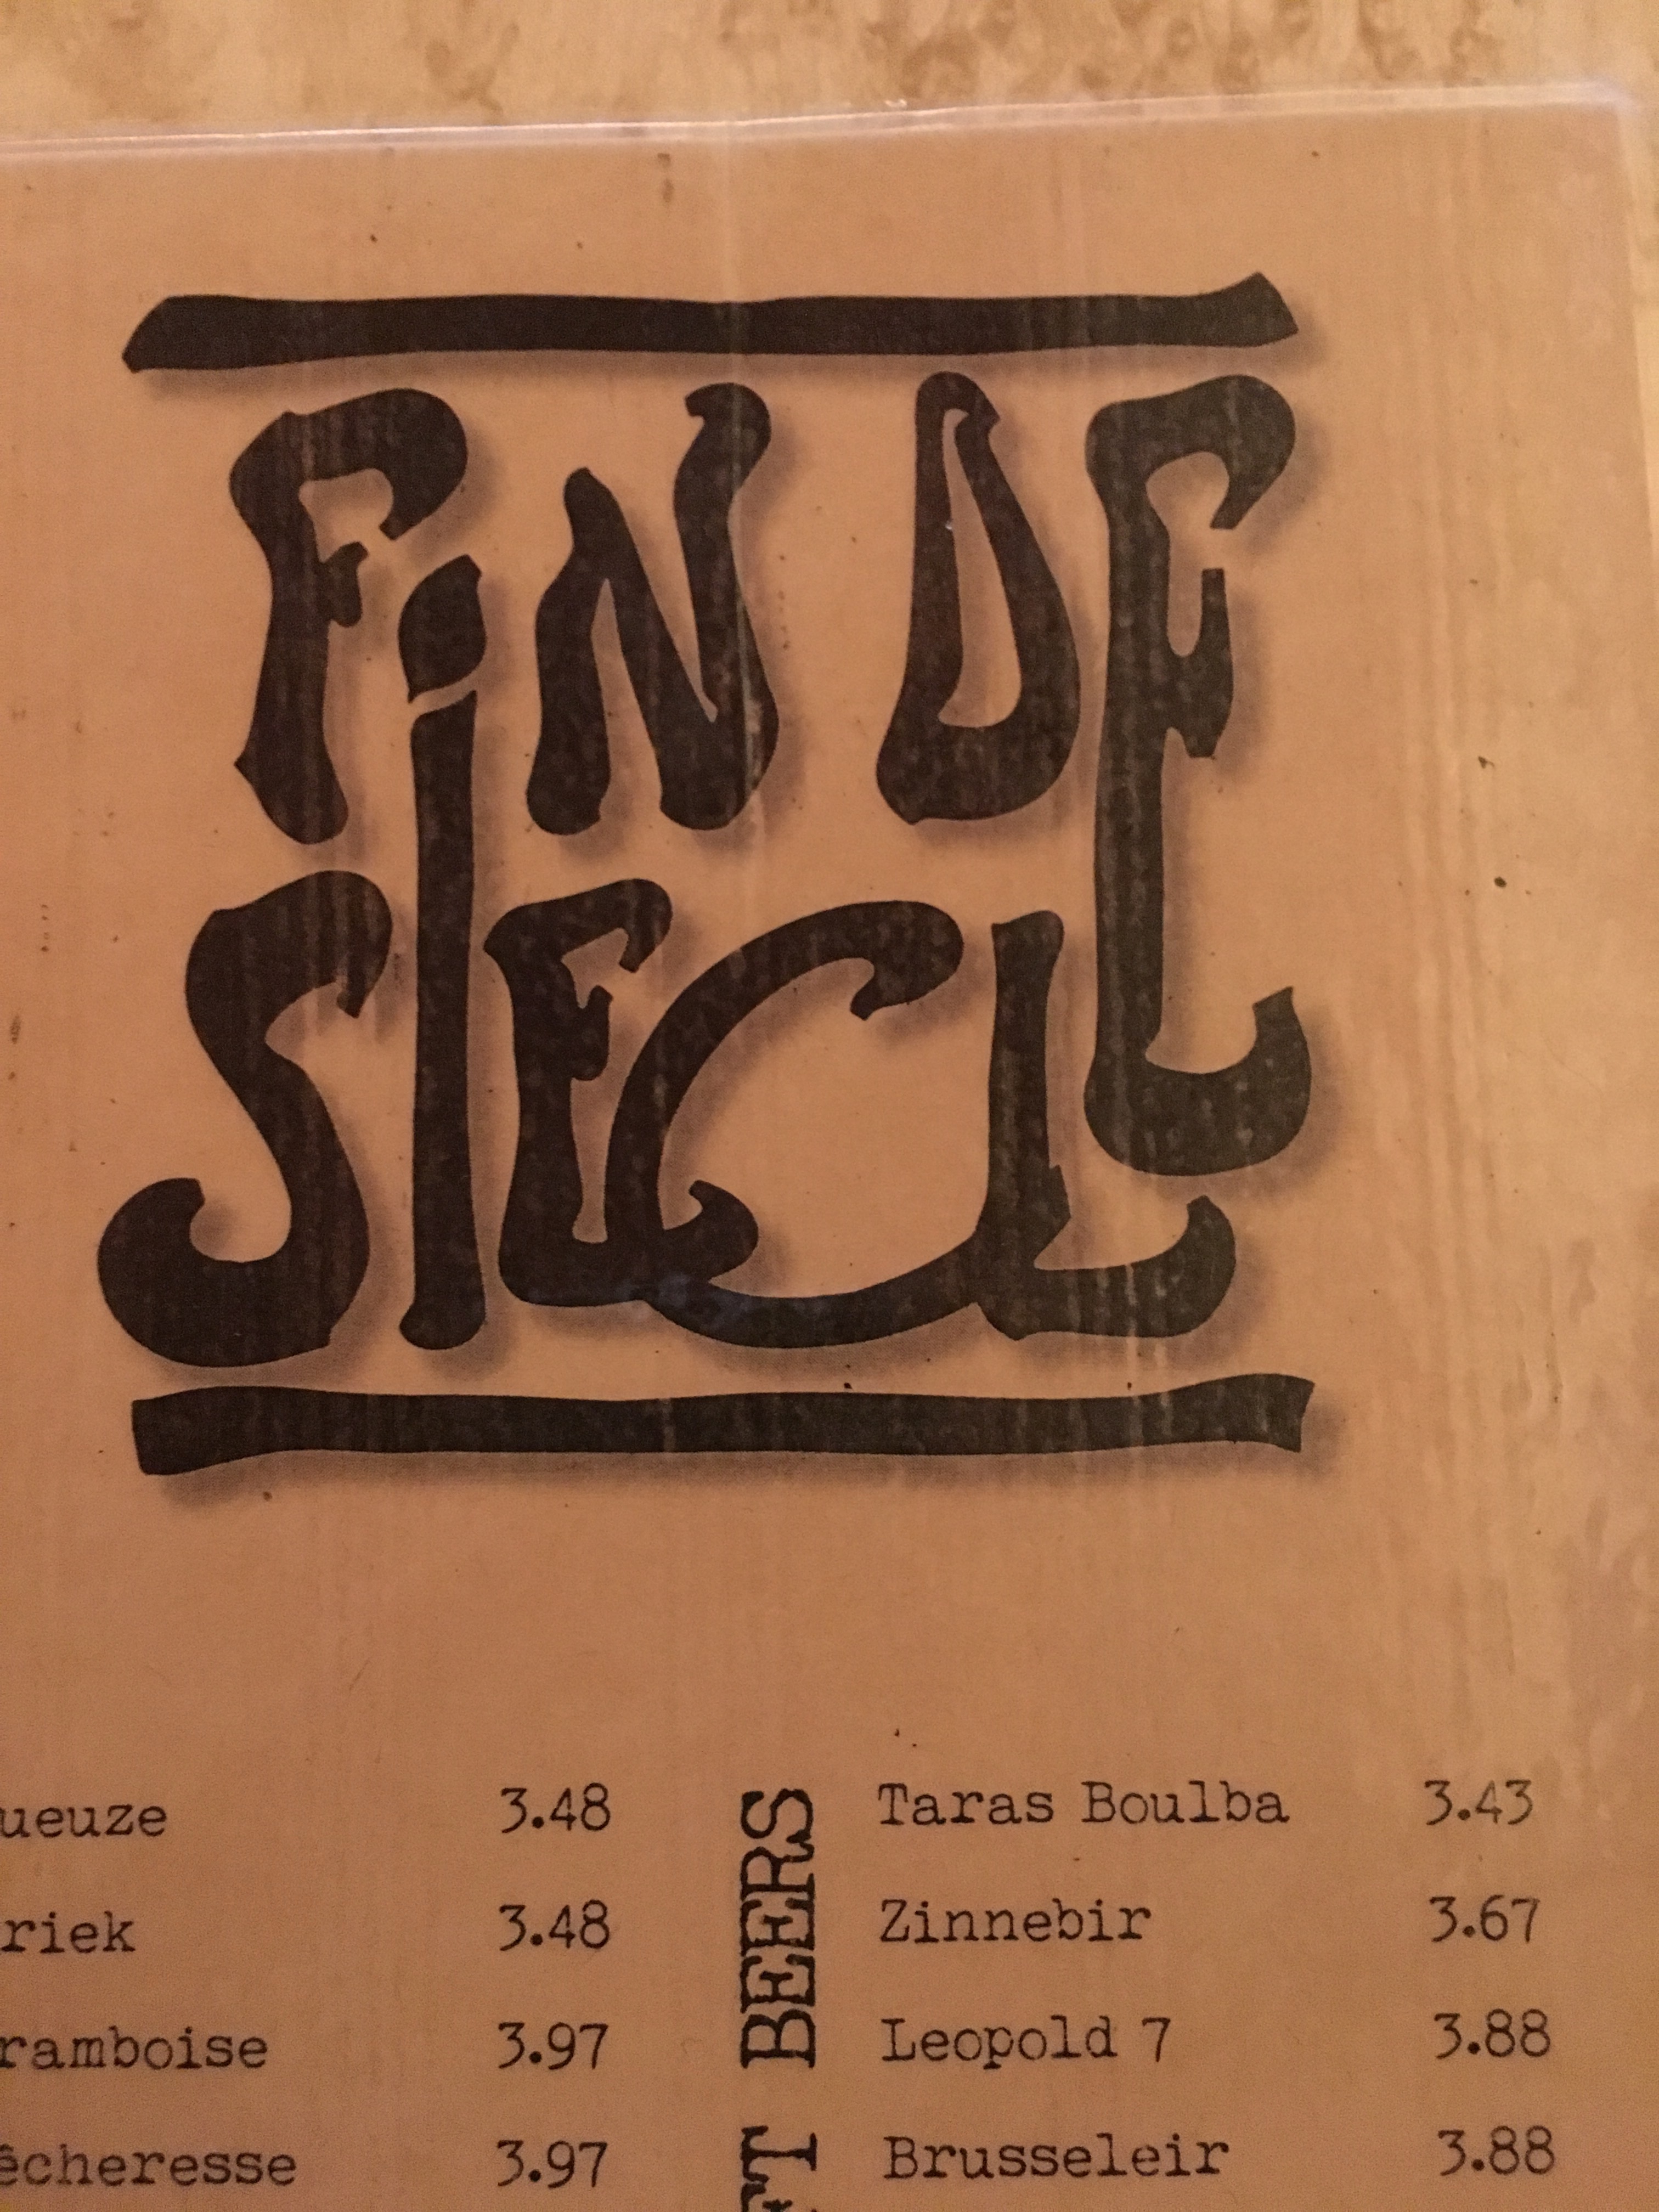 FiN DE
SIECLE
ueuze 3.48
riek 3.48
ramboise 3.97
êcheresse 3.97
BEERS
Taras Boulba 3.43
Zinnebir 3.67
Leopold 7 3.88
Brusseleir 3.88